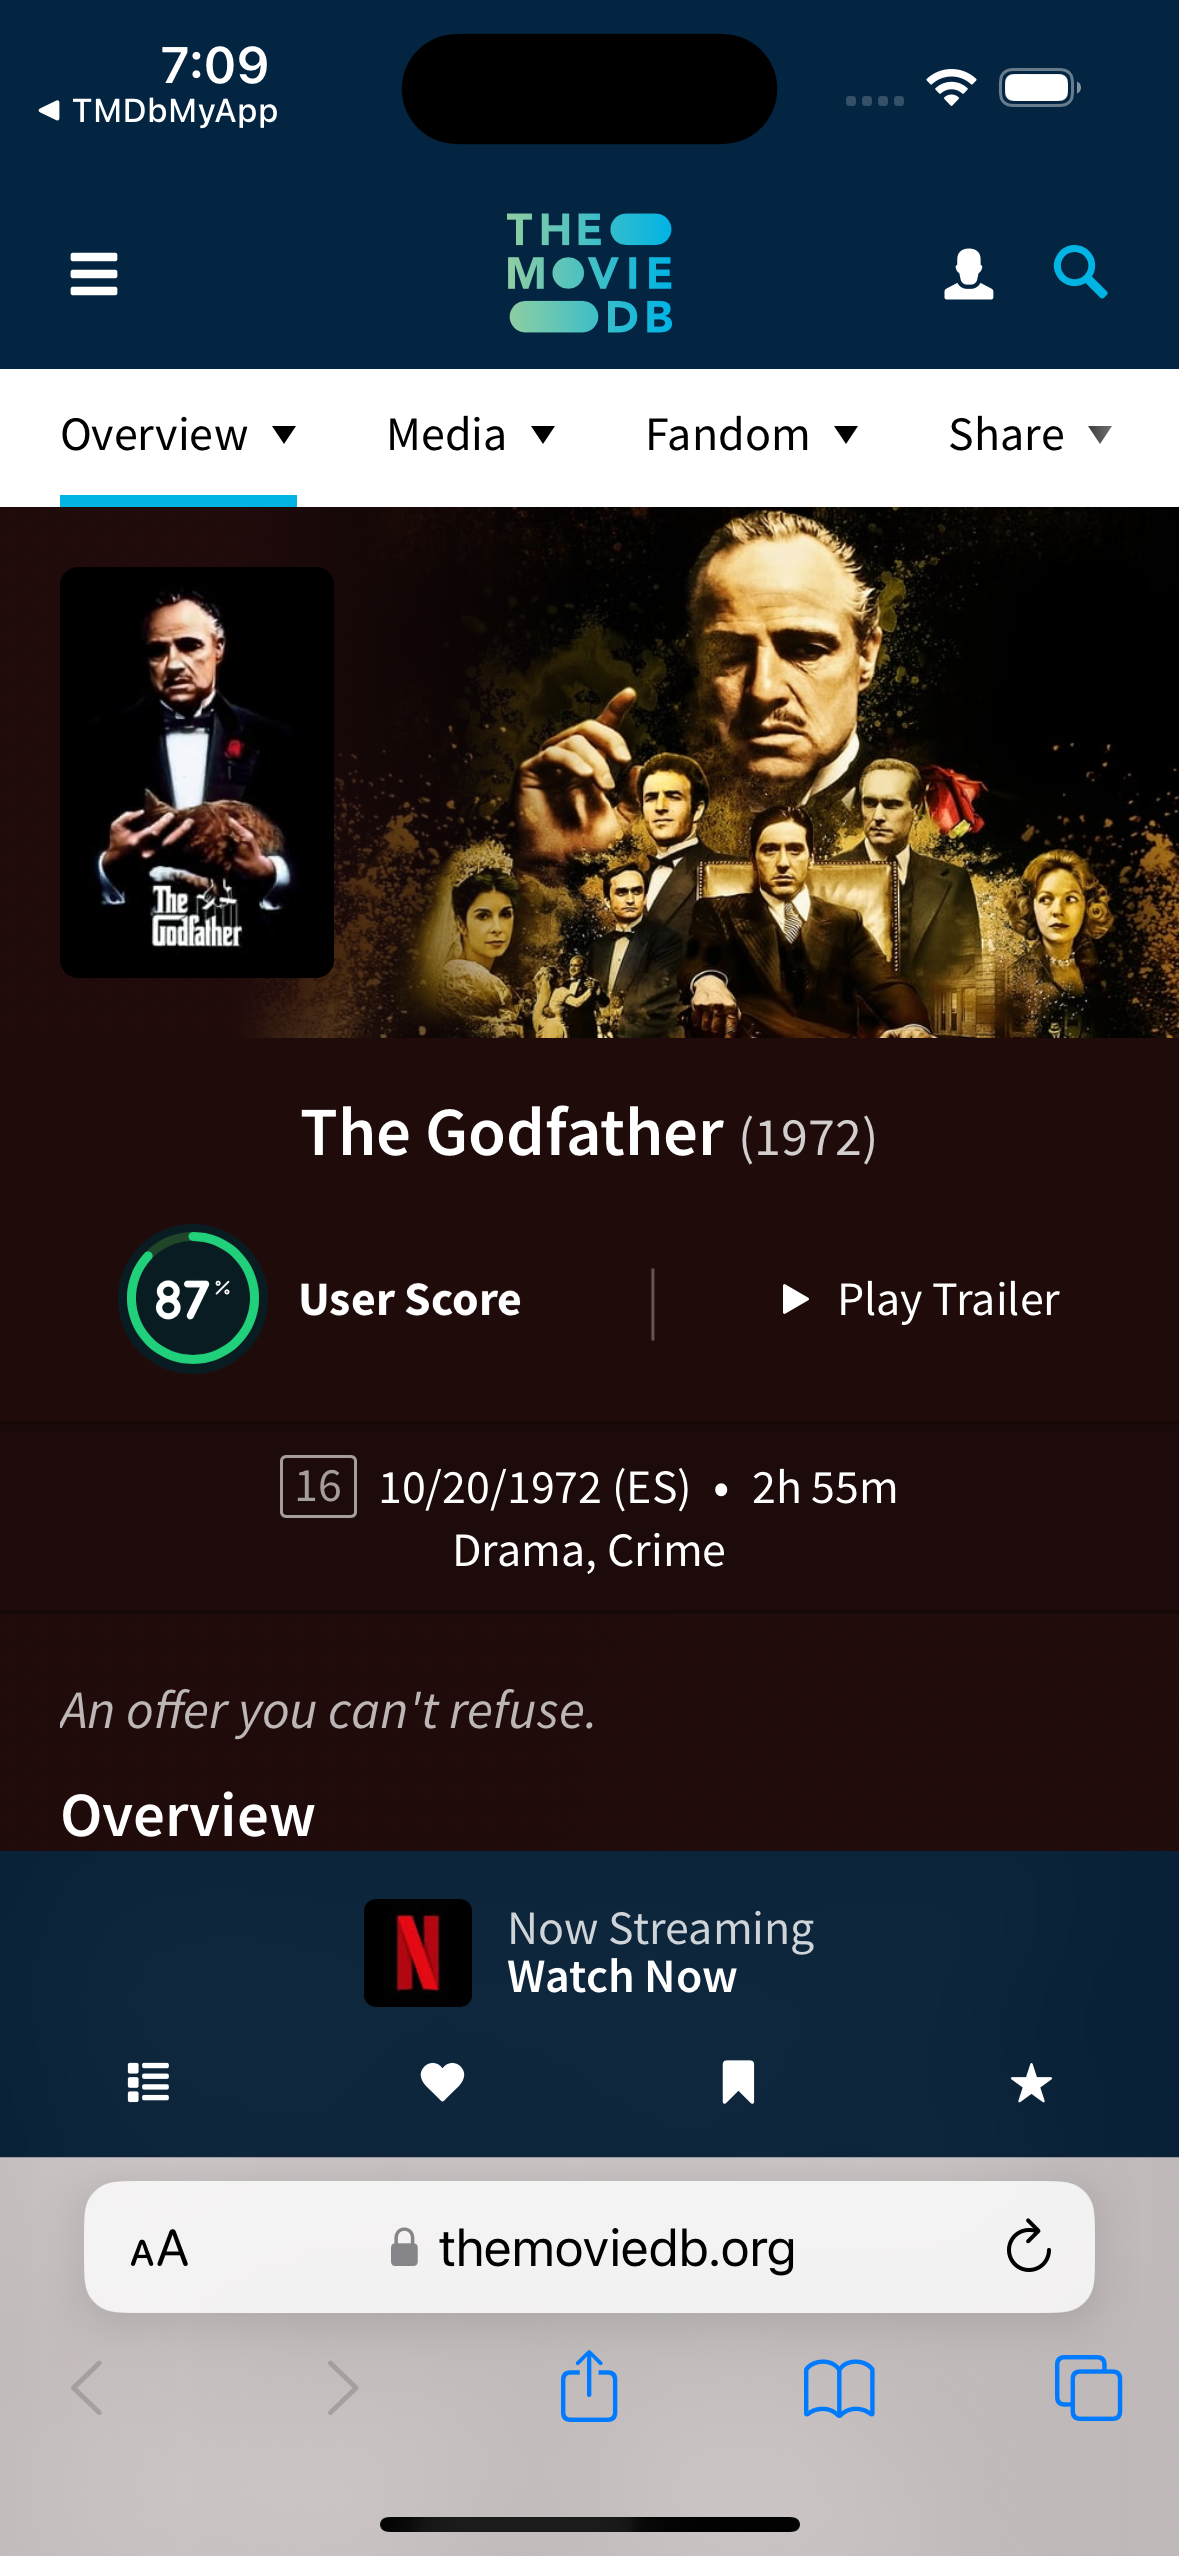 7:09
TMDbMyApp
THE
MOVIE
DB
Overview
Media
Fandom
Share
The
Godfather
The Godfather (1972)
87%
User Score
Play Trailer
16 10/20/1972 (ES) • 2h 55m
Drama, Crime
An offer you can't refuse.
Overview
N
Now Streaming
Watch Now
AA
themoviedb.org